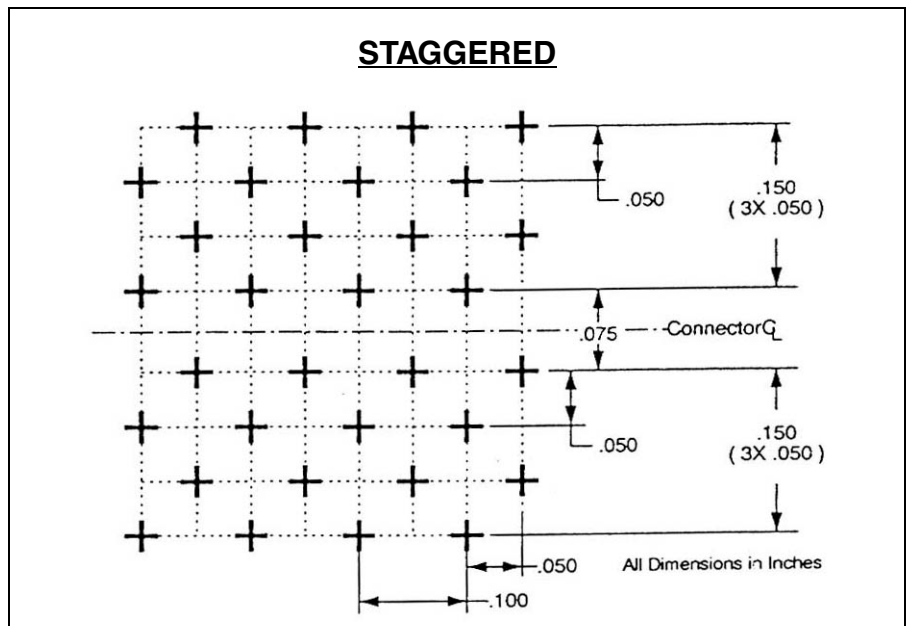 STAGGERED
.050
.150
( 3X .050 )
.075
Connector ℄
.050
.150
( 3X .050 )
.050
All Dimensions in Inches
.100